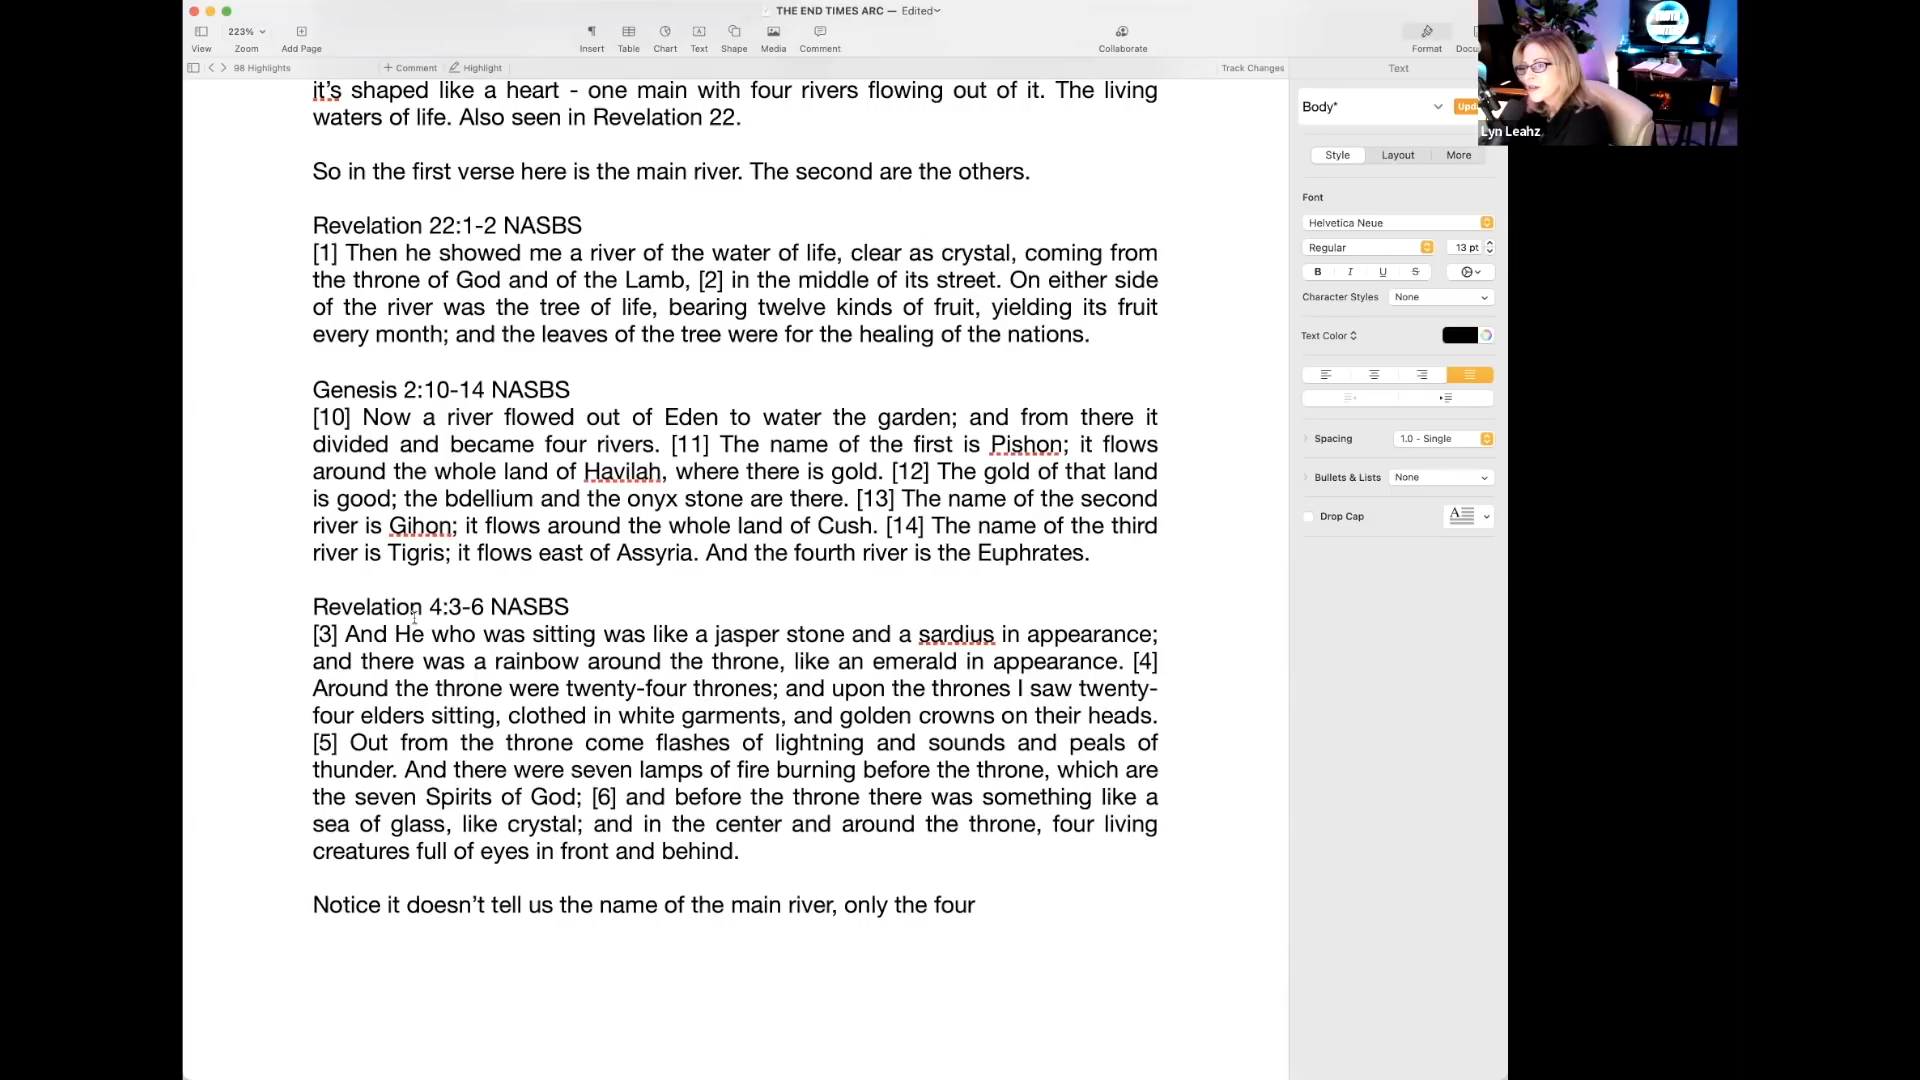 THE END TIMES ARC — Edited
View
223%
Zoom
Add Page
Insert
Table
Chart
Text
Shape
Media
Comment
Collaborate
Format
98 Highlights
Comment
Highlight
Track Changes
Text
it's shaped like a heart - one main with four rivers flowing out of it. The living
waters of life. Also seen in Revelation 22.
So in the first verse here is the main river. The second are the others.
Revelation 22:1-2 NASBS
[1] Then he showed me a river of the water of life, clear as crystal, coming from
the throne of God and of the Lamb, [2] in the middle of its street. On either side
of the river was the tree of life, bearing twelve kinds of fruit, yielding its fruit
every month; and the leaves of the tree were for the healing of the nations.
Genesis 2:10-14 NASBS
[10] Now a river flowed out of Eden to water the garden; and from there it
divided and became four rivers. [11] The name of the first is Pishon; it flows
around the whole land of Havilah, where there is gold. [12] The gold of that land
is good; the bdellium and the onyx stone are there. [13] The name of the second
river is Gihon; it flows around the whole land of Cush. [14] The name of the third
river is Tigris; it flows east of Assyria. And the fourth river is the Euphrates.
Revelation 4:3-6 NASBS
[3] And He who was sitting was like a jasper stone and a sardius in appearance;
and there was a rainbow around the throne, like an emerald in appearance. [4]
Around the throne were twenty-four thrones; and upon the thrones I saw twenty-
four elders sitting, clothed in white garments, and golden crowns on their heads.
[5] Out from the throne come flashes of lightning and sounds and peals of
thunder. And there were seven lamps of fire burning before the throne, which are
the seven Spirits of God; [6] and before the throne there was something like a
sea of glass, like crystal; and in the center and around the throne, four living
creatures full of eyes in front and behind.
Notice it doesn't tell us the name of the main river, only the four
Body*
Style
Layout
More
Font
Helvetica Neue
Regular
13 pt
B I U S
Character Styles
None
Text Color
Spacing
1.0 - Single
Bullets & Lists
None
Drop Cap
A
Lyn Leahz